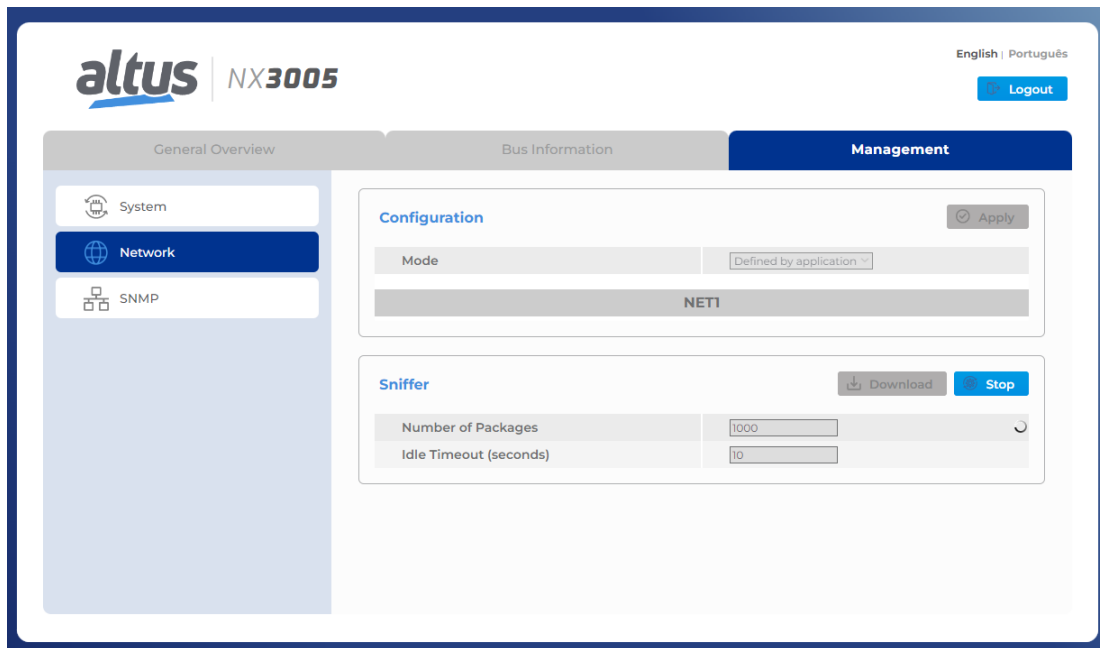 English | Português
altus NX3005
Logout
General Overview
Bus Information
Management
System
Network
SNMP
Configuration
Apply
Mode
Defined by application
NET1
Sniffer
Download
Stop
Number of Packages
1000
Idle Timeout (seconds)
10